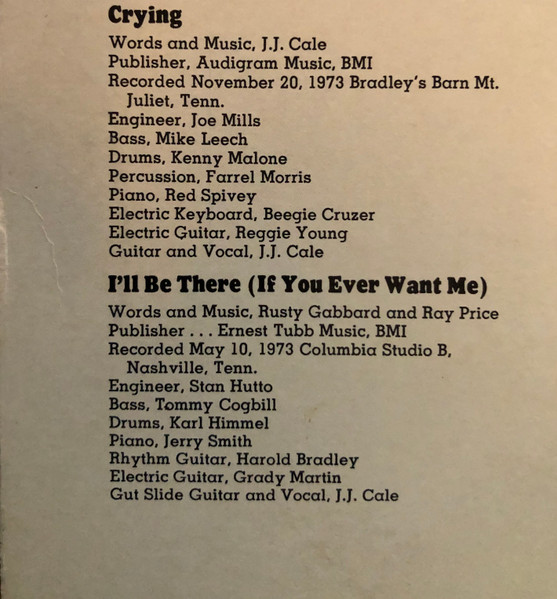 Crying
Words and Music, J.J. Cale
Publisher, Audigram Music, BMI
Recorded November 20, 1973 Bradley's Barn Mt.
Juliet, Tenn.
Engineer, Joe Mills
Bass, Mike Leech
Drums, Kenny Malone
Percussion, Farrel Morris
Piano, Red Spivey
Electric Keyboard, Beegie Cruzer
Electric Guitar, Reggie Young
Guitar and Vocal, J.J. Cale
I'll Be There (If You Ever Want Me)
Words and Music, Rusty Gabbard and Ray Price
Publisher . . . Ernest Tubb Music, BMI
Recorded May 10, 1973 Columbia Studio B,
Nashville, Tenn.
Engineer, Stan Hutto
Bass, Tommy Cogbill
Drums, Karl Himmel
Piano, Jerry Smith
Rhythm Guitar, Harold Bradley
Electric Guitar, Grady Martin
Gut Slide Guitar and Vocal, J.J. Cale